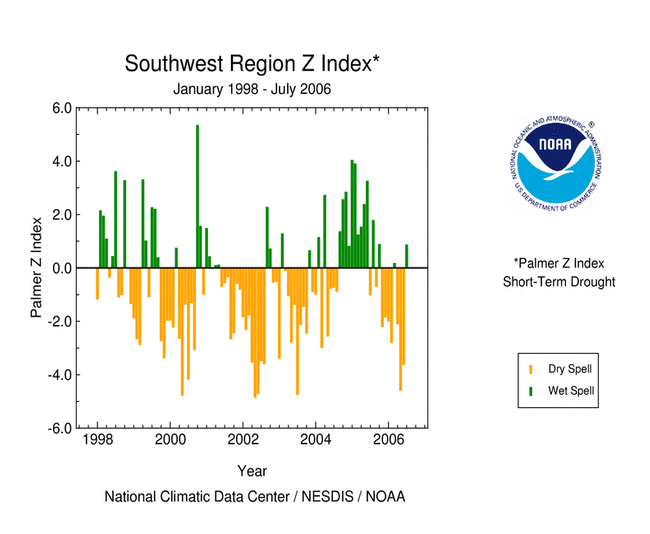 Southwest Region Z Index*
January 1998 - July 2006
6.0
4.0
2.0
0.0
-2.0
-4.0
-6.0
Palmer Z Index
1998 2000 2002 2004 2006
Year
National Climatic Data Center / NESDIS / NOAA
NATIONAL OCEANIC AND ATMOSPHERIC ADMINISTRATION
®
NOAA
U.S. DEPARTMENT OF COMMERCE
*Palmer Z Index
Short-Term Drought
Dry Spell
Wet Spell